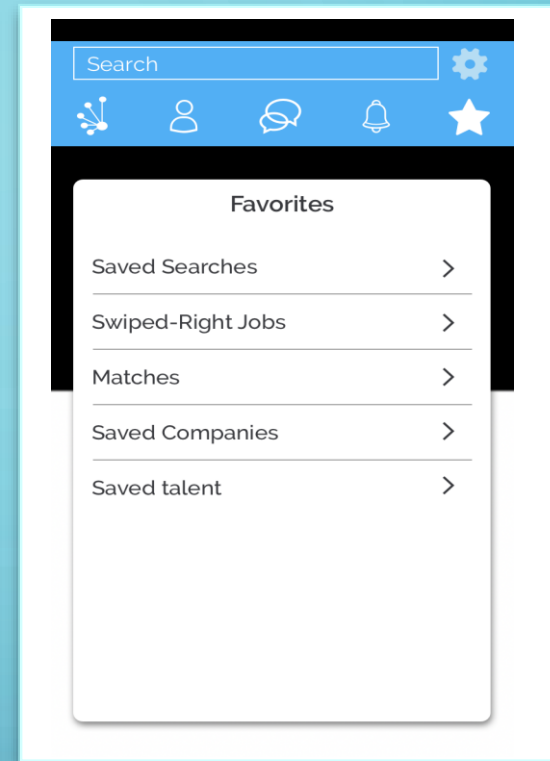 Search
Favorites
Saved Searches
Swiped-Right Jobs
Matches
Saved Companies
Saved talent